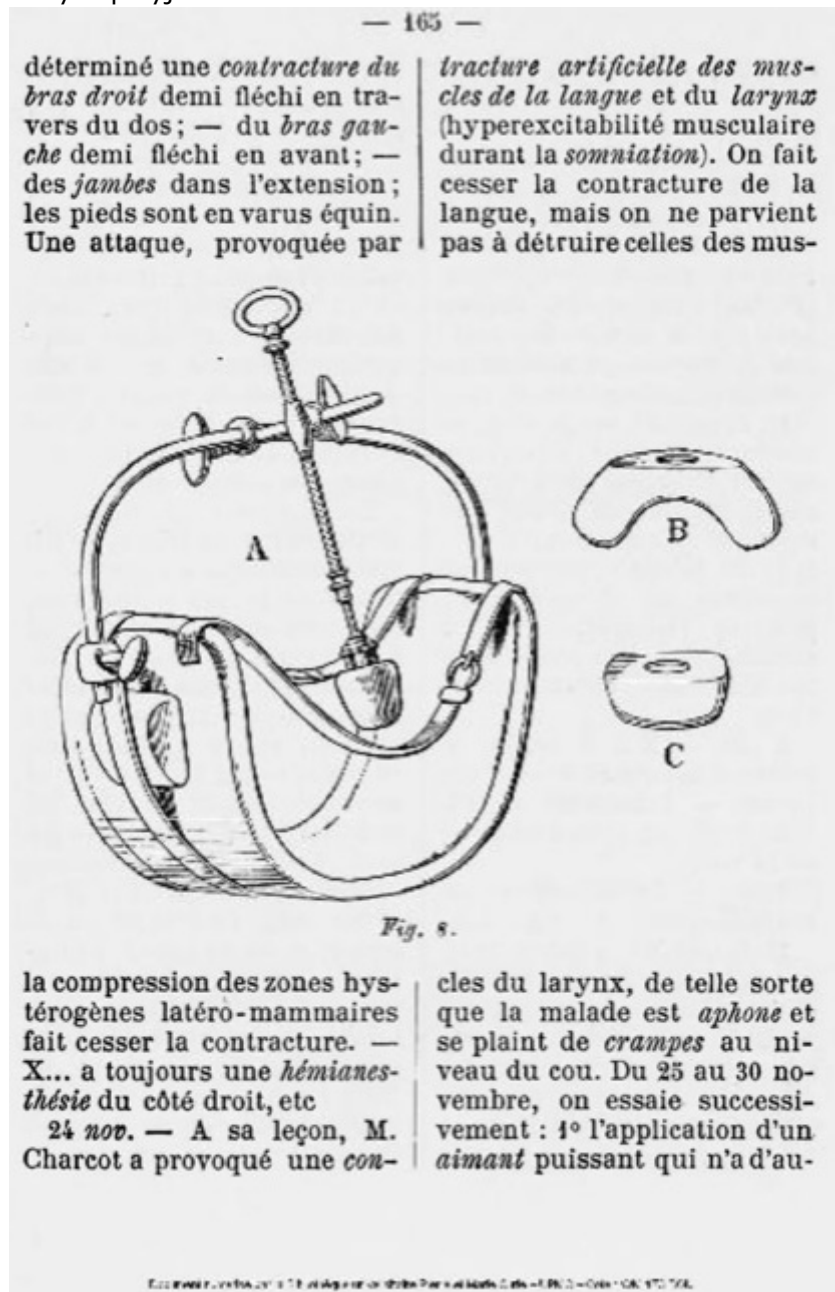 — 165 —
déterminé une contracture du
bras droit demi fléchi en tra-
vers du dos ; — du bras gau-
che demi fléchi en avant ; —
des jambes dans l'extension ;
les pieds sont en varus équin.
Une attaque, provoquée par
tracture artificielle des mus-
cles de la langue et du larynx
(hyperexcitabilité musculaire
durant la somniation). On fait
cesser la contracture de la
langue, mais on ne parvient
pas à détruire celles des mus-
A
B
C
Fig. 8.
la compression des zones hys-
térogènes latéro-mammaires
fait cesser la contracture. —
X... a toujours une hémianes-
thésie du côté droit, etc
24 nov. — A sa leçon, M.
Charcot a provoqué une con-
cles du larynx, de telle sorte
que la malade est aphone et
se plaint de crampes au ni-
veau du cou. Du 25 au 30 no-
vembre, on essaie successi-
vement : 1º l'application d'un
aimant puissant qui n'a d'au-